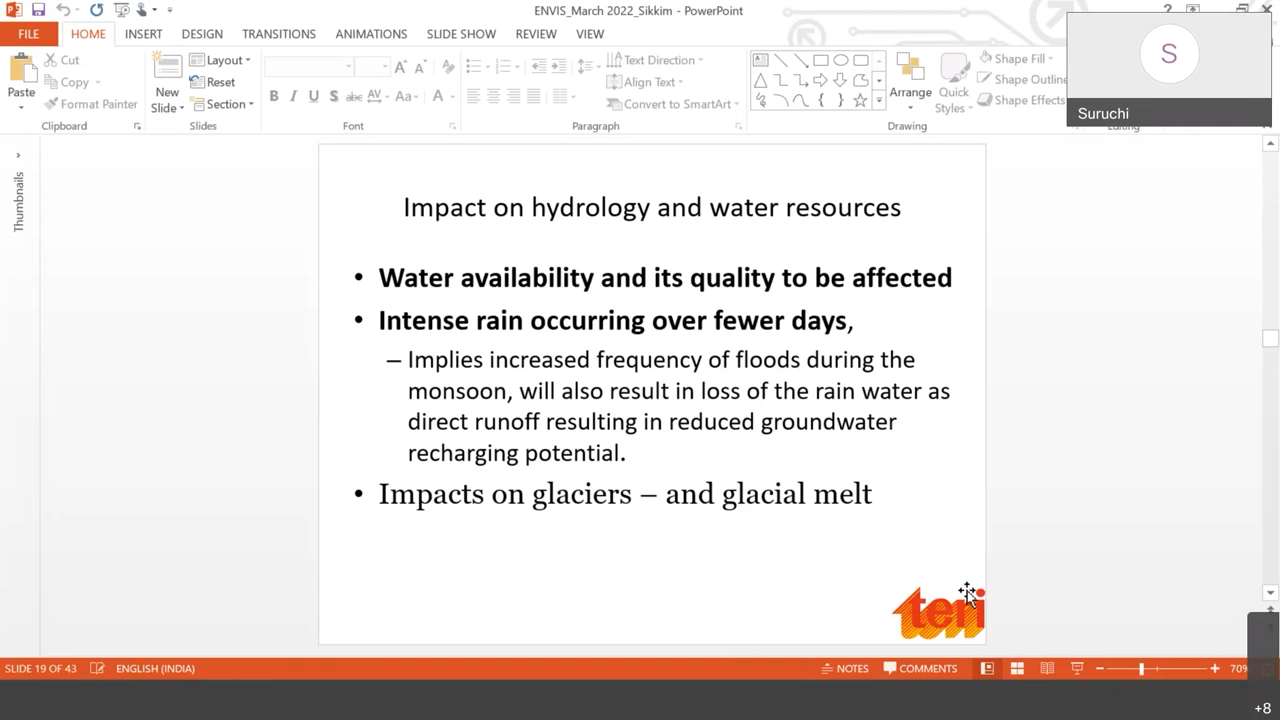 ENVIS_March 2022_Sikkim - PowerPoint
?
FILE HOME INSERT DESIGN TRANSITIONS ANIMATIONS SLIDE SHOW REVIEW VIEW
S
Suruchi
Paste
Cut
Copy
Format Painter
Clipboard
New
Slide
Layout
Reset
Section
Slides
B I U S abc AV Aa A
Font
Text Direction
Align Text
Convert to SmartArt
Paragraph
Arrange
Quick
Styles
Shape Fill
Shape Outline
Shape Effects
Drawing
Thumbnails
Impact on hydrology and water resources
• Water availability and its quality to be affected
• Intense rain occurring over fewer days,
– Implies increased frequency of floods during the
monsoon, will also result in loss of the rain water as
direct runoff resulting in reduced groundwater
recharging potential.
• Impacts on glaciers – and glacial melt
teri
SLIDE 19 OF 43 ENGLISH (INDIA) NOTES COMMENTS 70%
+8